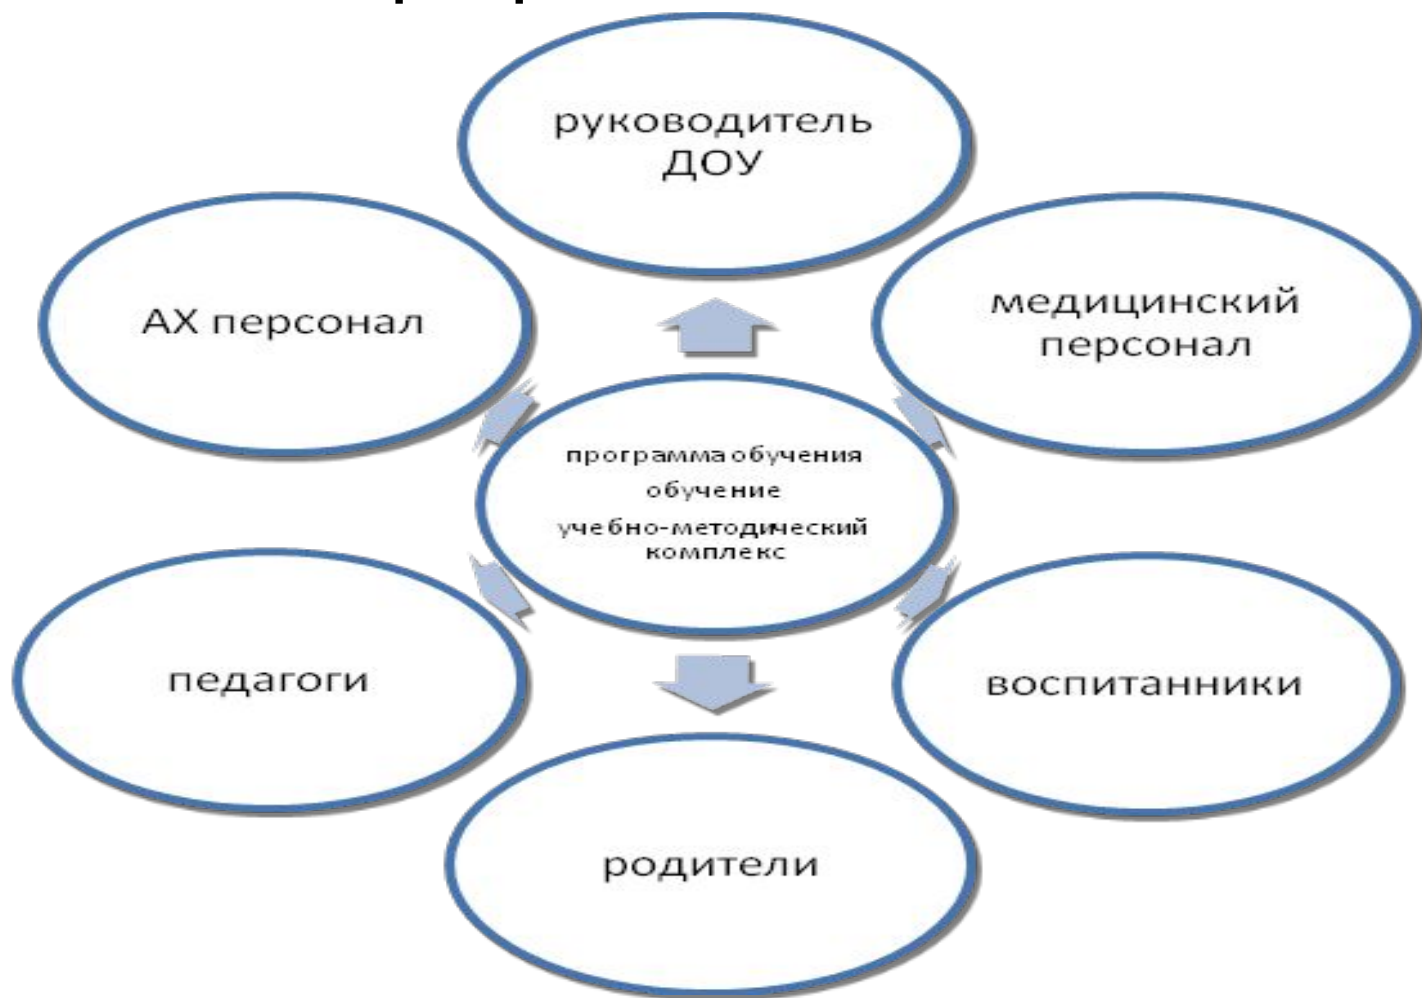 руководитель
ДОУ
АХ персонал
медицинский
персонал
программа обучения
обучение
учебно-методический
комплекс
педагоги
воспитанники
родители